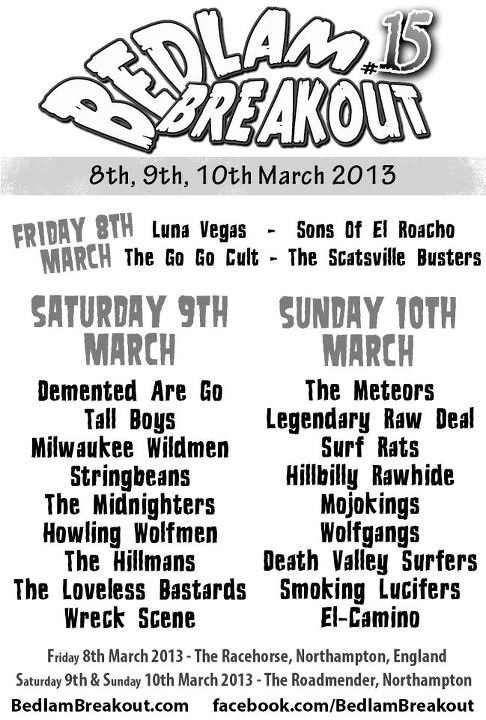 BEDLAM
BREAKOUT
#15
8th, 9th, 10th March 2013
FRIDAY 8TH
MARCH
Luna Vegas - Sons Of El Roacho
The Go Go Cult - The Scatsville Busters
SATURDAY 9TH
MARCH
Demented Are Go
Tall Boys
Milwaukee Wildmen
Stringbeans
The Midnighters
Howling Wolfmen
The Hillmans
The Loveless Bastards
Wreck Scene
SUNDAY 10TH
MARCH
The Meteors
Legendary Raw Deal
Surf Rats
Hillbilly Rawhide
Mojokings
Wolfgangs
Death Valley Surfers
Smoking Lucifers
El-Camino
Friday 8th March 2013 - The Racehorse, Northampton, England
Saturday 9th & Sunday 10th March 2013 - The Roadmender, Northampton
BedlamBreakout.com facebook.com/BedlamBreakout